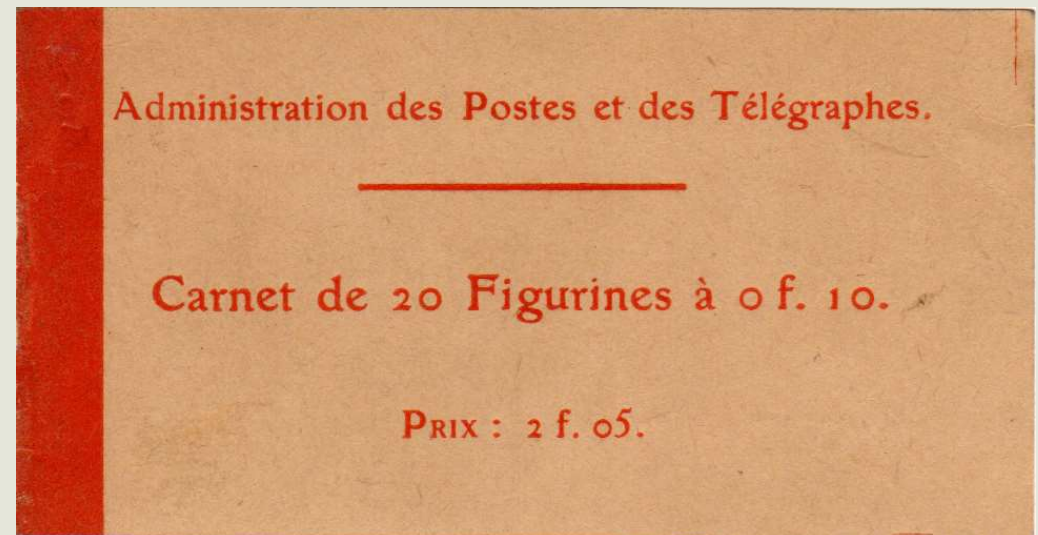 Administration des Postes et des Télégraphes.
Carnet de 20 Figurines à 0 f. 10.
PRIX : 2 f. 05.